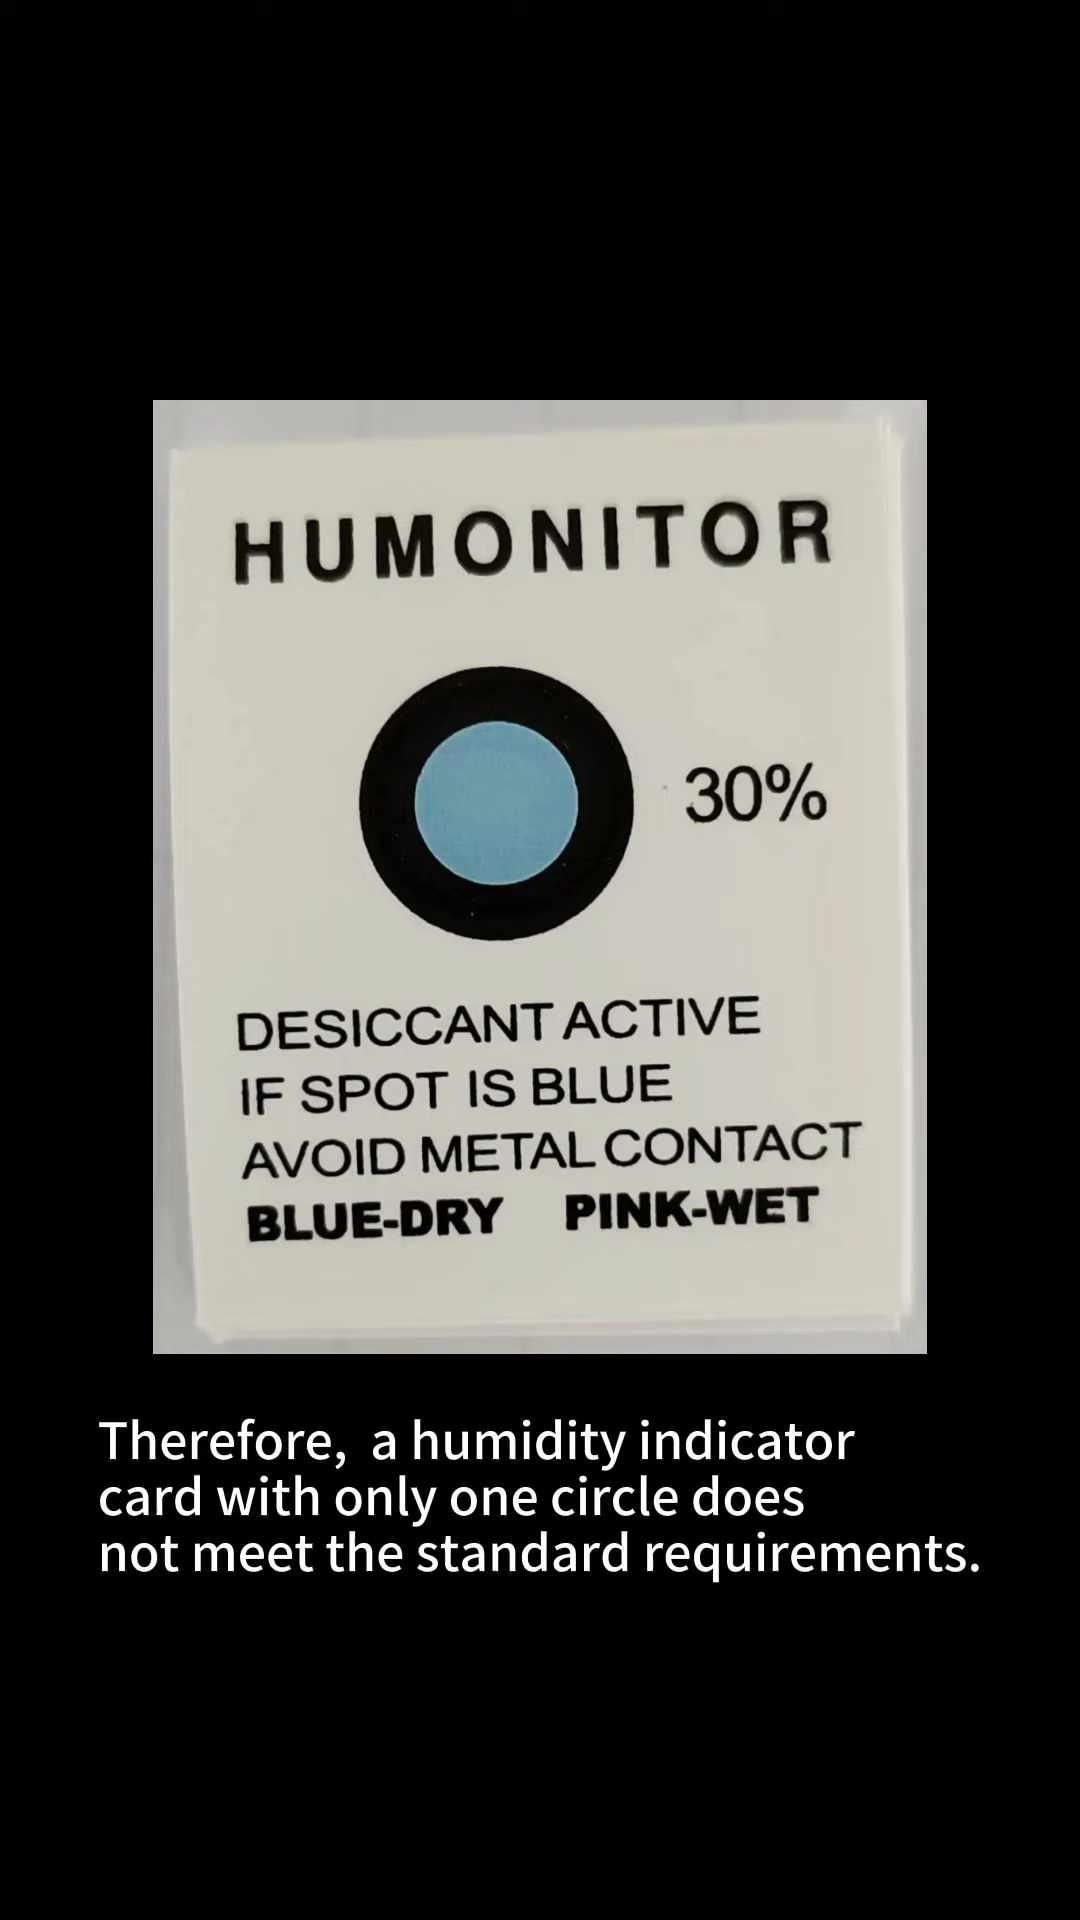 HUMONITOR
30%
DESICCANT ACTIVE
IF SPOT IS BLUE
AVOID METAL CONTACT
BLUE-DRY PINK-WET
Therefore, a humidity indicator
card with only one circle does
not meet the standard requirements.